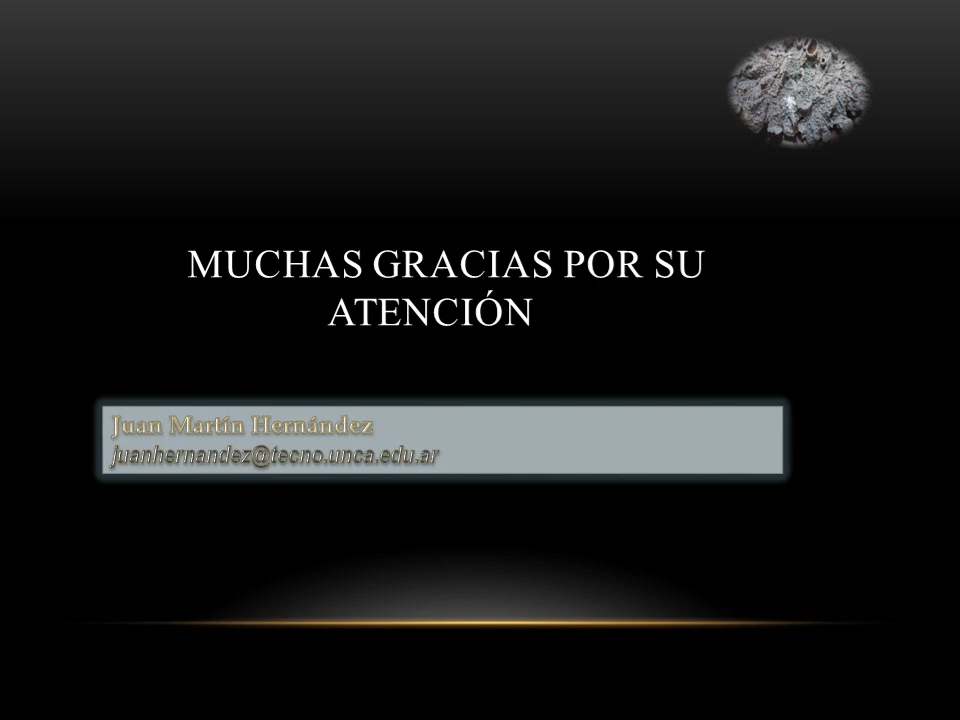 MUCHAS GRACIAS POR SU
ATENCIÓN
Juan Martín Hernández
juanhernandez@tecno.unca.edu.ar